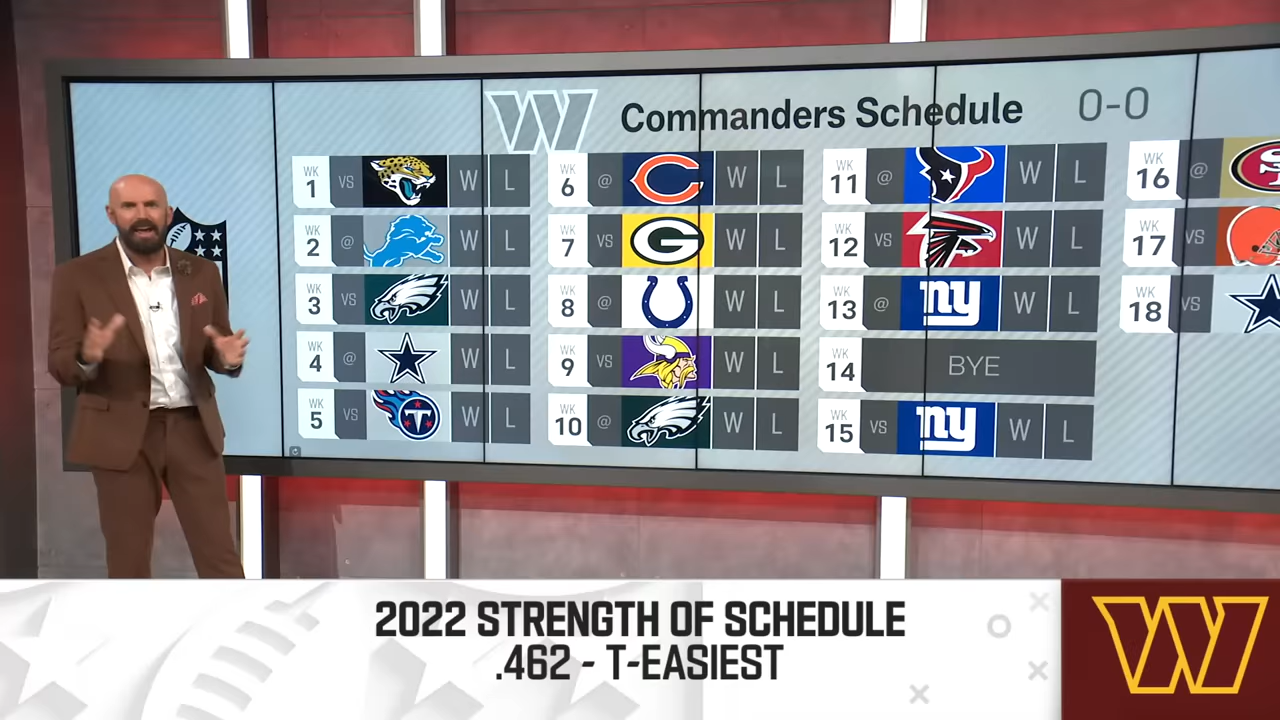 Commanders Schedule 0-0
WK 1 VS W L
WK 2 @ W L
WK 3 VS W L
WK 4 @ W L
WK 5 VS T W L
WK 6 @ C W L
WK 7 VS G W L
WK 8 @ W L
WK 9 VS W L
WK 10 @ W L
WK 11 @ W L
WK 12 VS W L
WK 13 @ ny W L
WK 14 BYE
WK 15 VS ny W L
WK 16 @ SF
WK 17 VS
WK 18 VS
2022 STRENGTH OF SCHEDULE
.462 - T-EASIEST
W